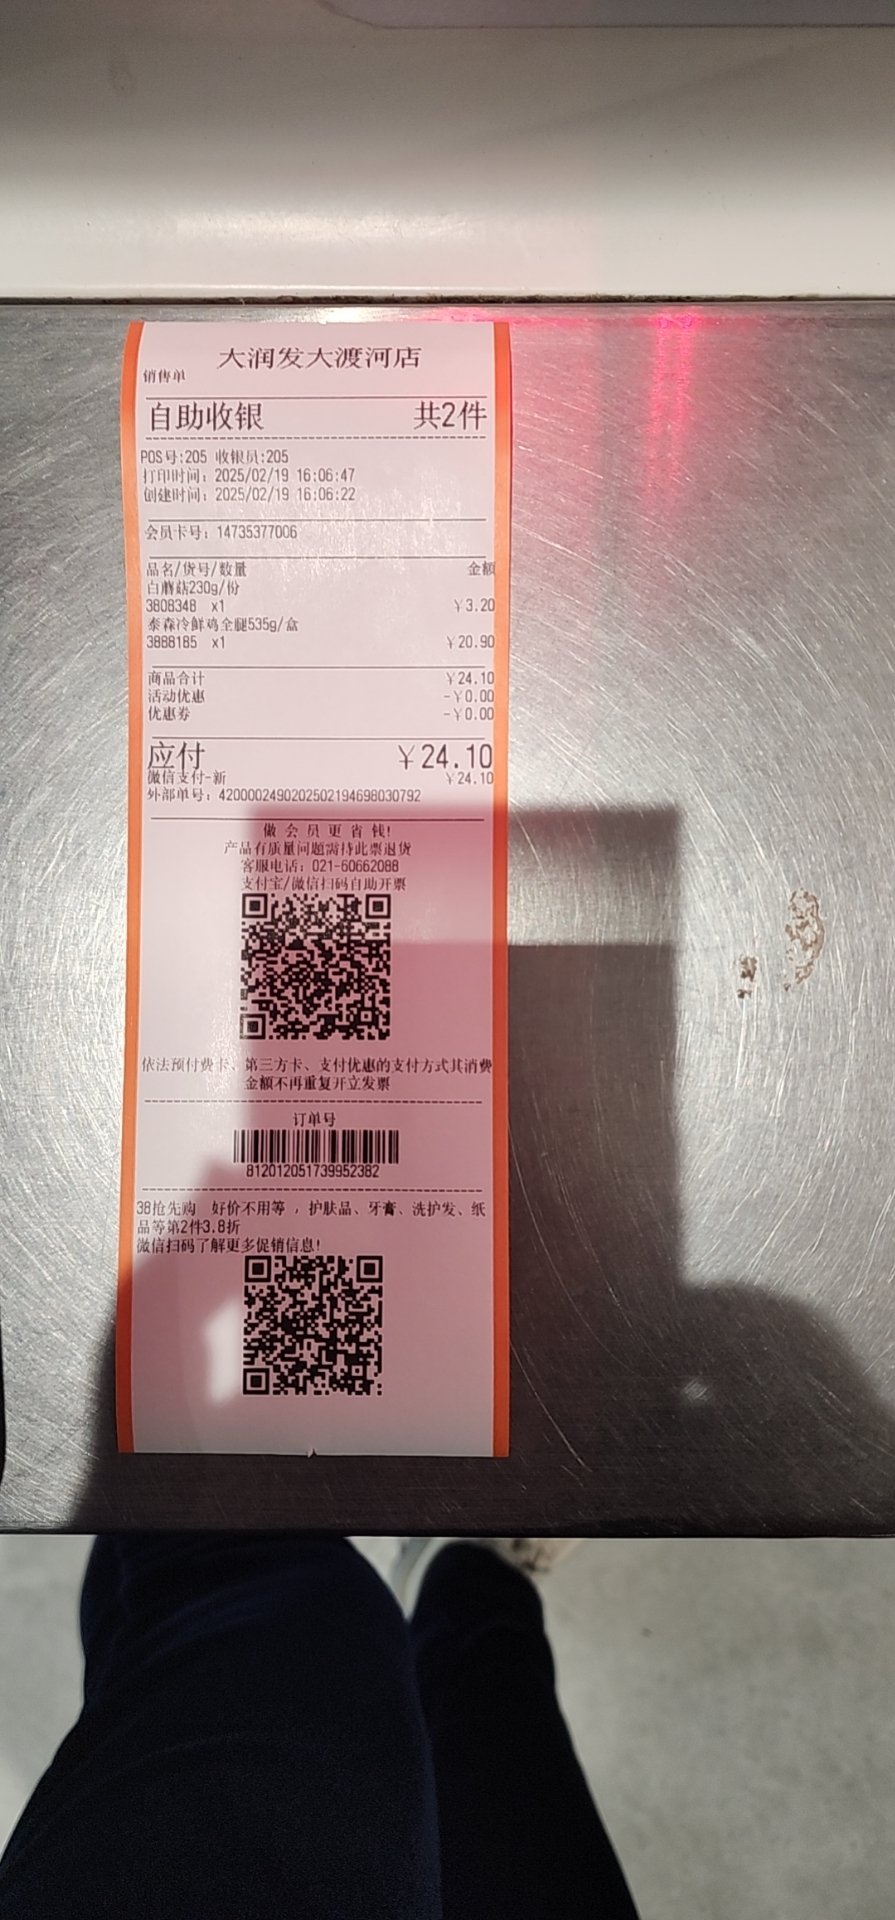 大润发大渡河店
销售单
自助收银 共2件
POS号:205 收银员:205
打印时间: 2025/02/19 16:06:47
创建时间: 2025/02/19 16:06:22
会员卡号: 14735377006
品名/货号/数量 金额
白蘑菇230g/份
3808348 x1 ￥3.20
泰森冷鲜鸡全腿535g/盒
3888185 x1 ￥20.90
商品合计 ￥24.10
活动优惠 -￥0.00
优惠券 -￥0.00
应付 ￥24.10
微信支付-新 ￥24.10
外部单号: 4200002490202502194698030792
做 会 员 更 省 钱!
产品有质量问题需持此票退货
客服电话: 021-60662088
支付宝/微信扫码自助开票
依法预付费卡、第三方卡、支付优惠的支付方式其消费
金额不再重复开立发票
订单号
812012051739952382
38抢先购 好价不用等，护肤品、牙膏、洗护发、纸
品等第2件3.8折
微信扫码了解更多促销信息!